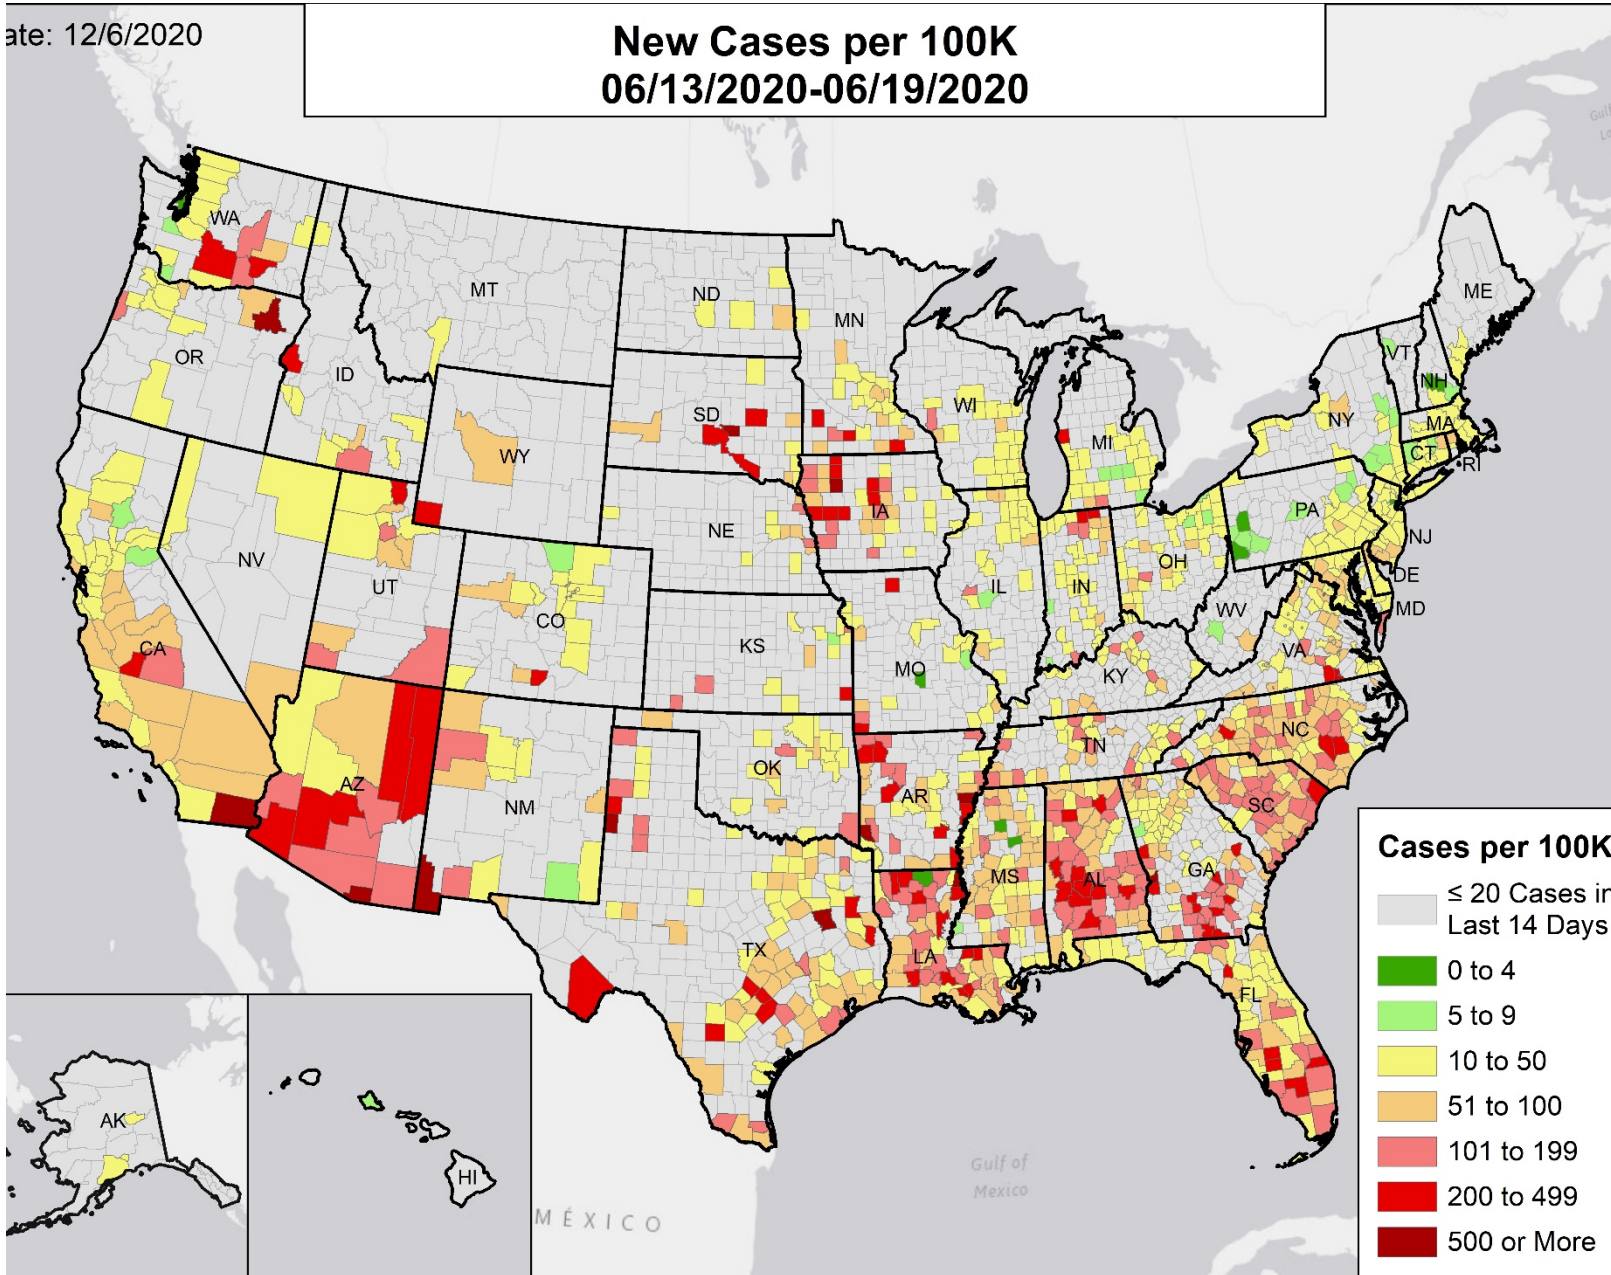 ate: 12/6/2020
New Cases per 100K
06/13/2020-06/19/2020
WA
MT
ND
MN
ME
OR
ID
VT
NH
WI
SD
NY
MA
MI
WY
CT
RI
IA
PA
NE
NJ
NV
OH
UT
IL
IN
DE
WV
MD
CO
CA
KS
VA
MO
KY
NC
TN
AZ
OK
AR
SC
NM
MS
AL
GA
TX
LA
FL
AK
HI
Gulf of
Mexico
MÉXICO
Cases per 100K
≤ 20 Cases in
Last 14 Days
0 to 4
5 to 9
10 to 50
51 to 100
101 to 199
200 to 499
500 or More